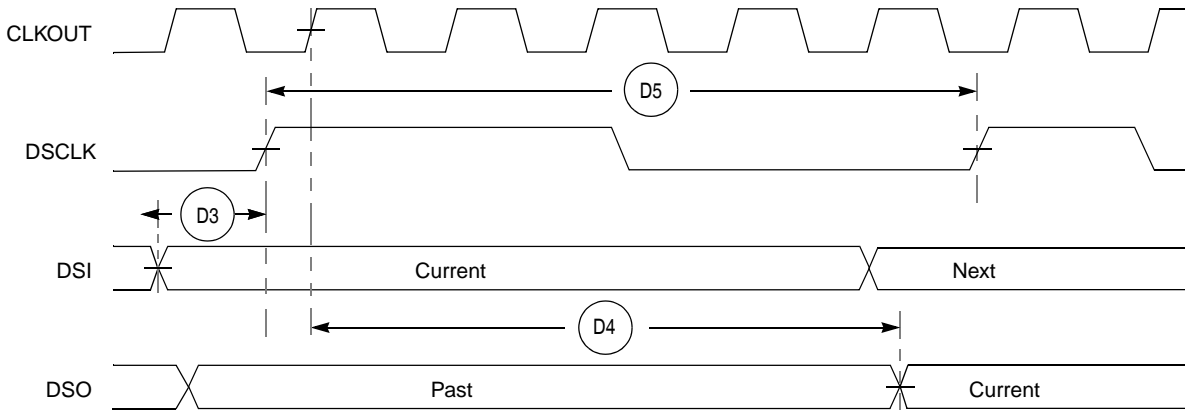 CLKOUT
D5
DSCLK
D3
DSI
Current
Next
D4
DSO
Past
Current